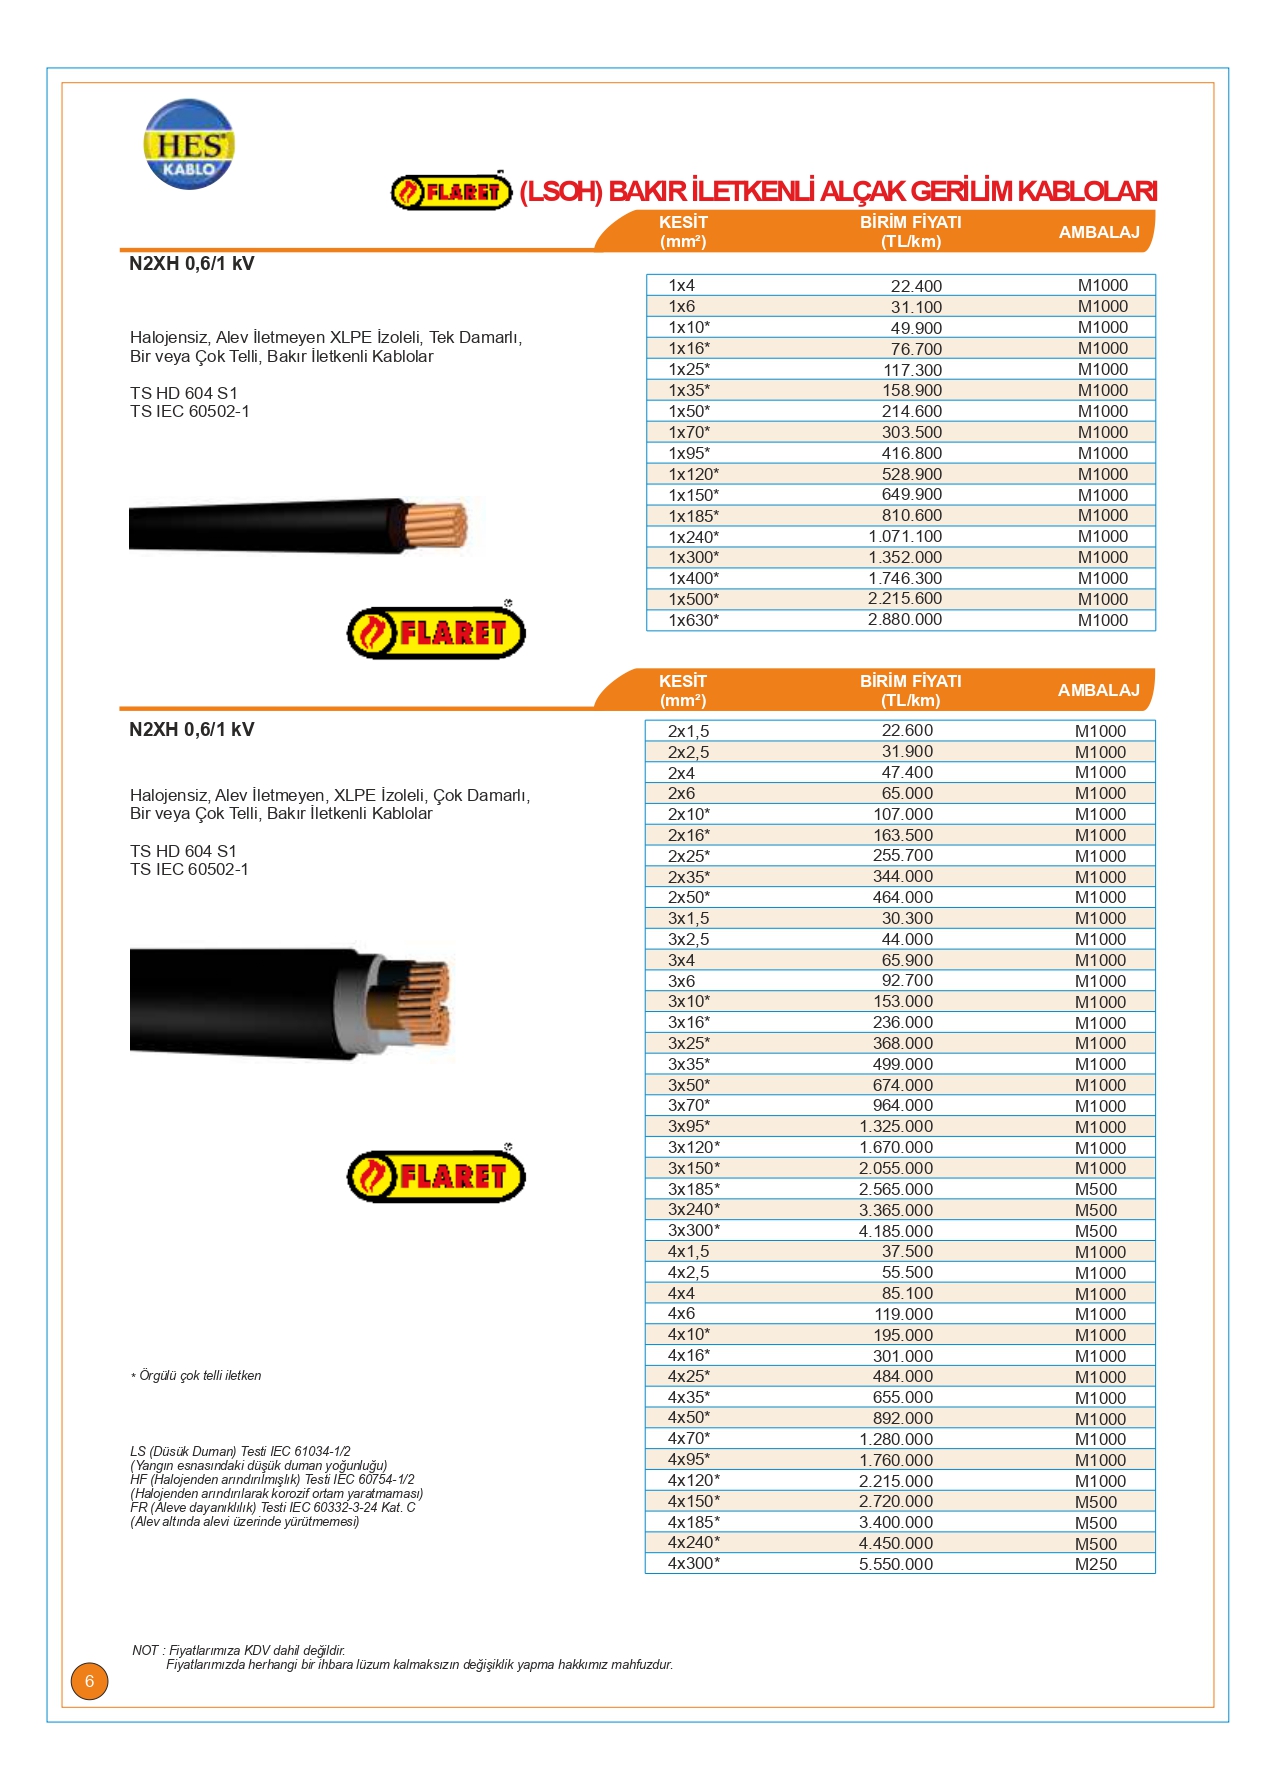 HES
KABLO
FLARET (LSOH) BAKIR İLETKENLİ ALÇAK GERİLİM KABLOLARI
KESİT (mm²) BİRİM FİYATI (TL/km) AMBALAJ
N2XH 0,6/1 kV
Halojensiz, Alev İletmeyen XLPE İzoleli, Tek Damarlı,
Bir veya Çok Telli, Bakır İletkenli Kablolar
TS HD 604 S1
TS IEC 60502-1
FLARET
1x4 22.400 M1000
1x6 31.100 M1000
1x10* 49.900 M1000
1x16* 76.700 M1000
1x25* 117.300 M1000
1x35* 158.900 M1000
1x50* 214.600 M1000
1x70* 303.500 M1000
1x95* 416.800 M1000
1x120* 528.900 M1000
1x150* 649.900 M1000
1x185* 810.600 M1000
1x240* 1.071.100 M1000
1x300* 1.352.000 M1000
1x400* 1.746.300 M1000
1x500* 2.215.600 M1000
1x630* 2.880.000 M1000
KESİT (mm²) BİRİM FİYATI (TL/km) AMBALAJ
N2XH 0,6/1 kV
Halojensiz, Alev İletmeyen, XLPE İzoleli, Çok Damarlı,
Bir veya Çok Telli, Bakır İletkenli Kablolar
TS HD 604 S1
TS IEC 60502-1
FLARET
2x1,5 22.600 M1000
2x2,5 31.900 M1000
2x4 47.400 M1000
2x6 65.000 M1000
2x10* 107.000 M1000
2x16* 163.500 M1000
2x25* 255.700 M1000
2x35* 344.000 M1000
2x50* 464.000 M1000
3x1,5 30.300 M1000
3x2,5 44.000 M1000
3x4 65.900 M1000
3x6 92.700 M1000
3x10* 153.000 M1000
3x16* 236.000 M1000
3x25* 368.000 M1000
3x35* 499.000 M1000
3x50* 674.000 M1000
3x70* 964.000 M1000
3x95* 1.325.000 M1000
3x120* 1.670.000 M1000
3x150* 2.055.000 M1000
3x185* 2.565.000 M500
3x240* 3.365.000 M500
3x300* 4.185.000 M500
4x1,5 37.500 M1000
4x2,5 55.500 M1000
4x4 85.100 M1000
4x6 119.000 M1000
4x10* 195.000 M1000
4x16* 301.000 M1000
4x25* 484.000 M1000
4x35* 655.000 M1000
4x50* 892.000 M1000
4x70* 1.280.000 M1000
4x95* 1.760.000 M1000
4x120* 2.215.000 M1000
4x150* 2.720.000 M500
4x185* 3.400.000 M500
4x240* 4.450.000 M500
4x300* 5.550.000 M250
* Örgülü çok telli iletken
LS (Düsük Duman) Testi IEC 61034-1/2
(Yangın esnasındaki düşük duman yoğunluğu)
HF (Halojenden arındırılmışlık) Testi IEC 60754-1/2
(Halojenden arındırılarak korozif ortam yaratmaması)
FR (Aleve dayanıklılık) Testi IEC 60332-3-24 Kat. C
(Alev altında alevi üzerinde yürütmemesi)
NOT : Fiyatlarımıza KDV dahil değildir.
Fiyatlarımızda herhangi bir ihbara lüzum kalmaksızın değişiklik yapma hakkımız mahfuzdur.
6